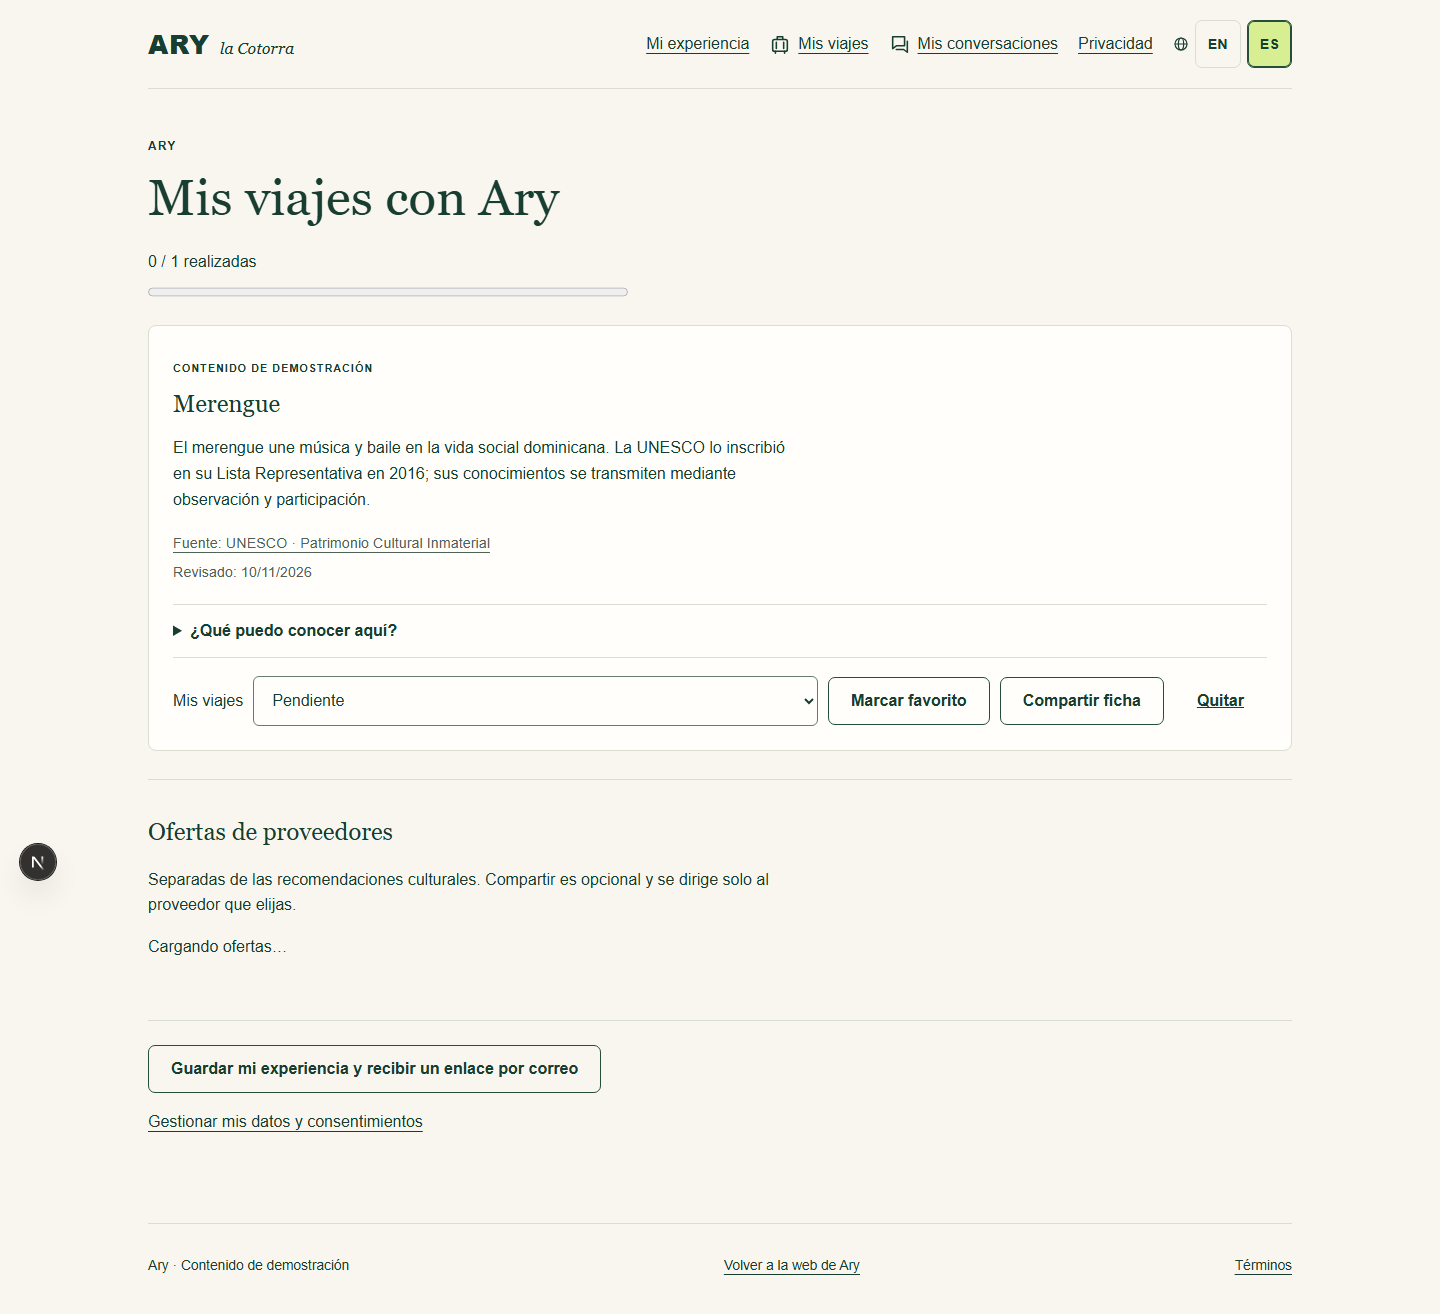 ARY la Cotorra
Mi experiencia Mis viajes Mis conversaciones Privacidad EN ES
ARY
Mis viajes con Ary
0 / 1 realizadas
CONTENIDO DE DEMOSTRACIÓN
Merengue
El merengue une música y baile en la vida social dominicana. La UNESCO lo inscribió
en su Lista Representativa en 2016; sus conocimientos se transmiten mediante
observación y participación.
Fuente: UNESCO · Patrimonio Cultural Inmaterial
Revisado: 10/11/2026
¿Qué puedo conocer aquí?
Mis viajes Pendiente Marcar favorito Compartir ficha Quitar
Ofertas de proveedores
Separadas de las recomendaciones culturales. Compartir es opcional y se dirige solo al
proveedor que elijas.
Cargando ofertas…
N
Guardar mi experiencia y recibir un enlace por correo
Gestionar mis datos y consentimientos
Ary · Contenido de demostración Volver a la web de Ary Términos